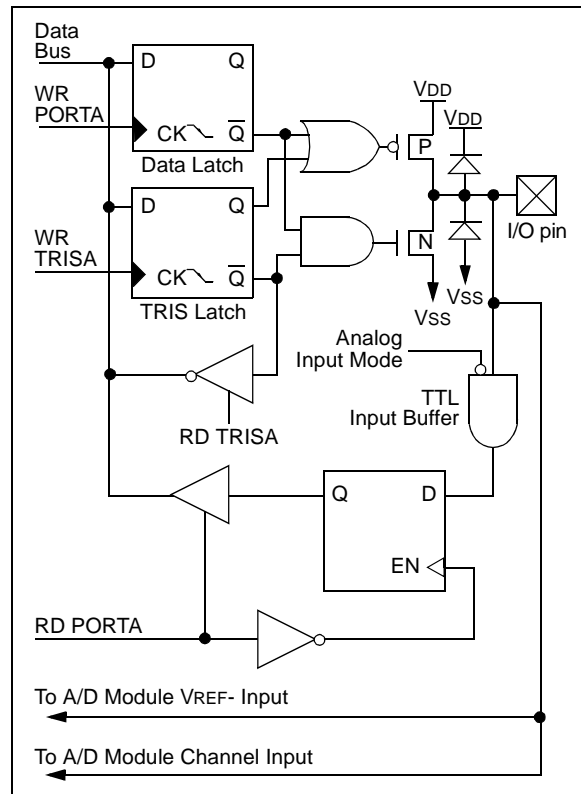 Data
Bus
D Q
WR
PORTA
CK Q
Data Latch
VDD
VDD
P
D Q
WR
TRISA
CK Q
TRIS Latch
N
I/O pin
VSS
VSS
Analog
Input Mode
TTL
Input Buffer
RD TRISA
Q D
EN
RD PORTA
To A/D Module VREF- Input
To A/D Module Channel Input